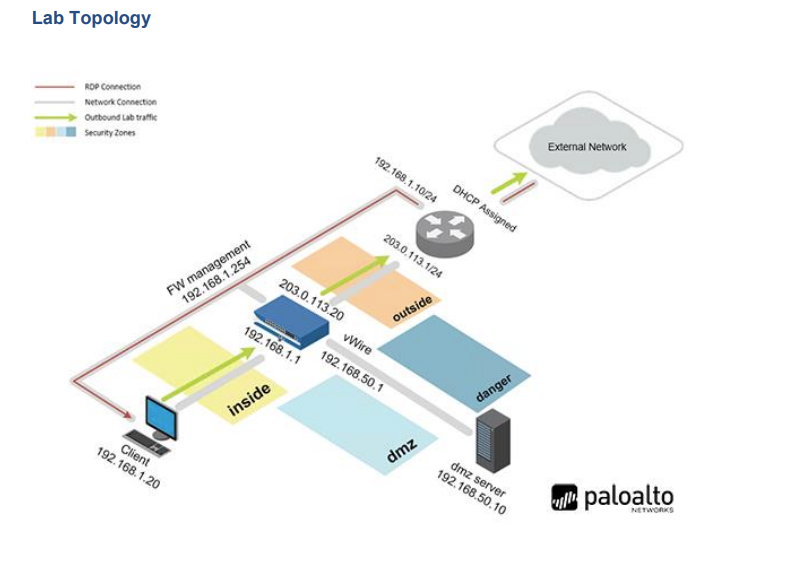 Lab Topology
RDP Connection
Network Connection
Outbound Lab traffic
Security Zones
External Network
192.168.1.10/24
DHCP Assigned
203.0.113.1/24
FW management
192.168.1.254
203.0.113.20
outside
192.168.1.1
vWire
192.168.50.1
danger
inside
dmz
Client
192.168.1.20
dmz server
192.168.50.10
paloalto
NETWORKS